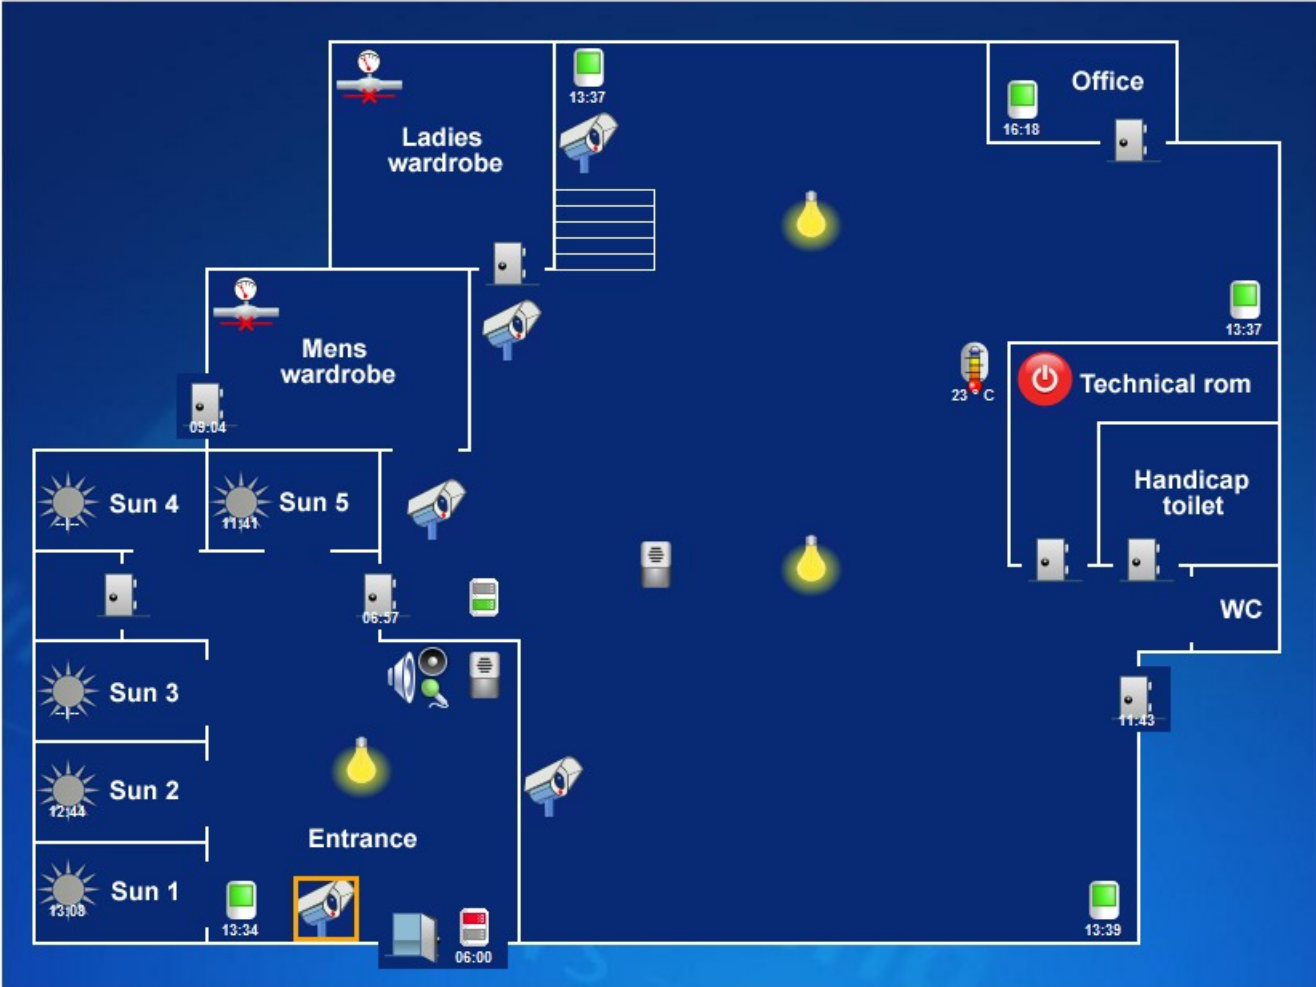 Office
13:37
16:18
Ladies
wardrobe
13:37
Mens
wardrobe
Technical rom
23 ° C
09:04
Handicap
toilet
Sun 4
--:--
Sun 5
11:41
06:57
WC
Sun 3
--:--
11:43
Sun 2
12:44
Entrance
Sun 1
13:08
13:34
06:00
13:39